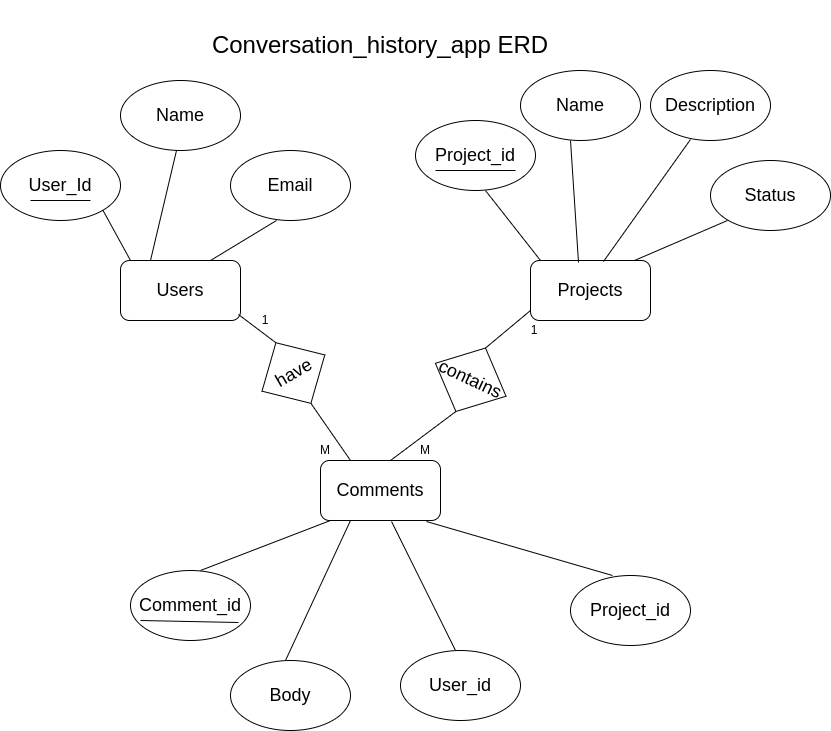 Conversation_history_app ERD
Name
Description
Name
Project_id
User_Id
Email
Status
Users
Projects
1
1
have
contains
M
M
Comments
Comment_id
Project_id
Body
User_id